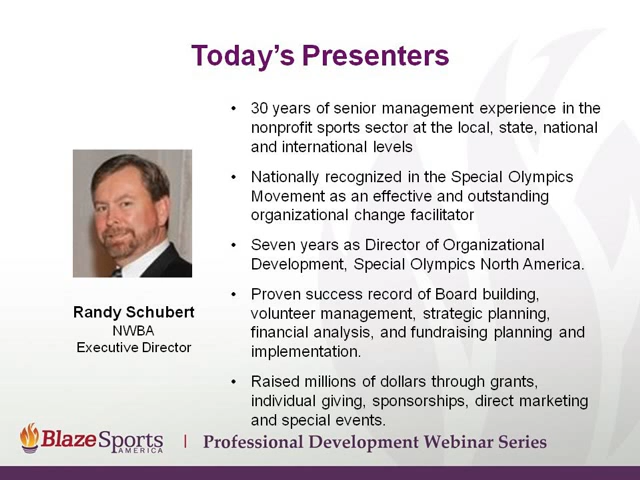 Today's Presenters
• 30 years of senior management experience in the
nonprofit sports sector at the local, state, national
and international levels
• Nationally recognized in the Special Olympics
Movement as an effective and outstanding
organizational change facilitator
• Seven years as Director of Organizational
Development, Special Olympics North America.
• Proven success record of Board building,
volunteer management, strategic planning,
financial analysis, and fundraising planning and
implementation.
• Raised millions of dollars through grants,
individual giving, sponsorships, direct marketing
and special events.
Randy Schubert
NWBA
Executive Director
BlazeSports
AMERICA
| Professional Development Webinar Series